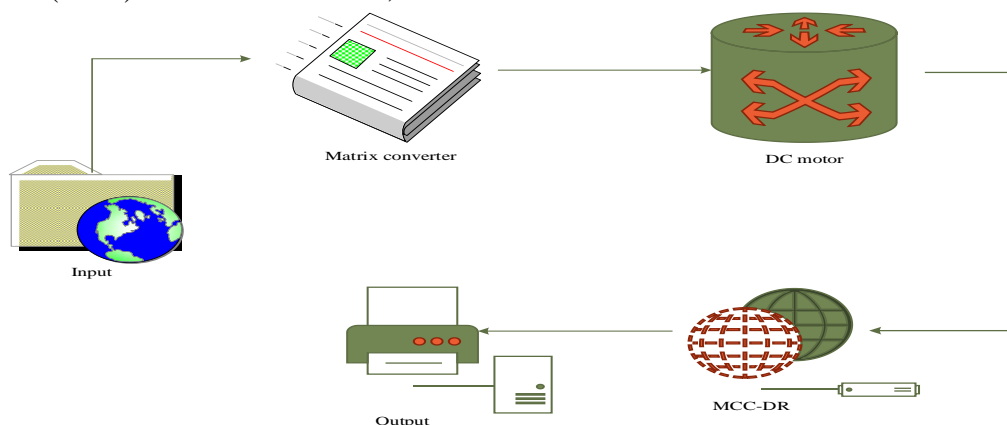 Matrix converter
DC motor
Input
MCC-DR
Output